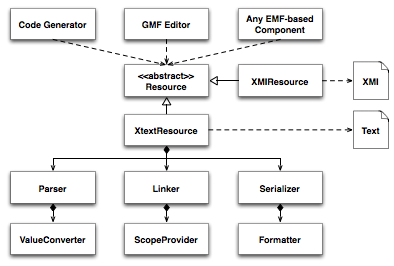 Code Generator
GMF Editor
Any EMF-based
Component
<<abstract>>
Resource
XMIResource
XMI
XtextResource
Text
Parser
Linker
Serializer
ValueConverter
ScopeProvider
Formatter